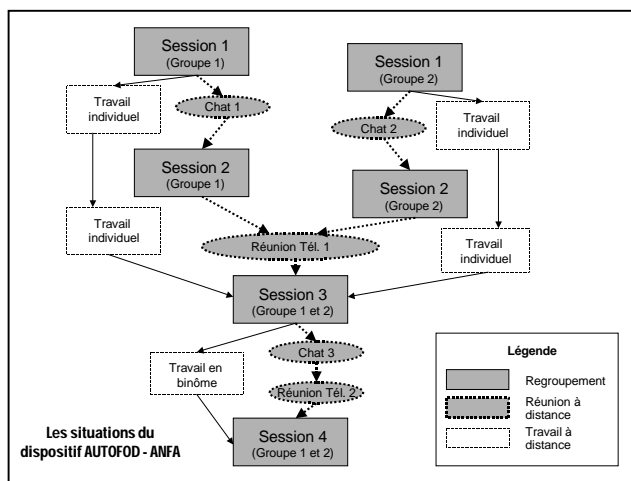 Session 1
(Groupe 1)
Session 1
(Groupe 2)
Travail
individuel
Chat 1
Chat 2
Travail
individuel
Session 2
(Groupe 1)
Session 2
(Groupe 2)
Travail
individuel
Réunion Tél. 1
Travail
individuel
Session 3
(Groupe 1 et 2)
Chat 3
Travail en
binôme
Réunion Tél. 2
Session 4
(Groupe 1 et 2)
Les situations du
dispositif AUTOFOD - ANFA
Légende
Regroupement
Réunion à
distance
Travail à
distance